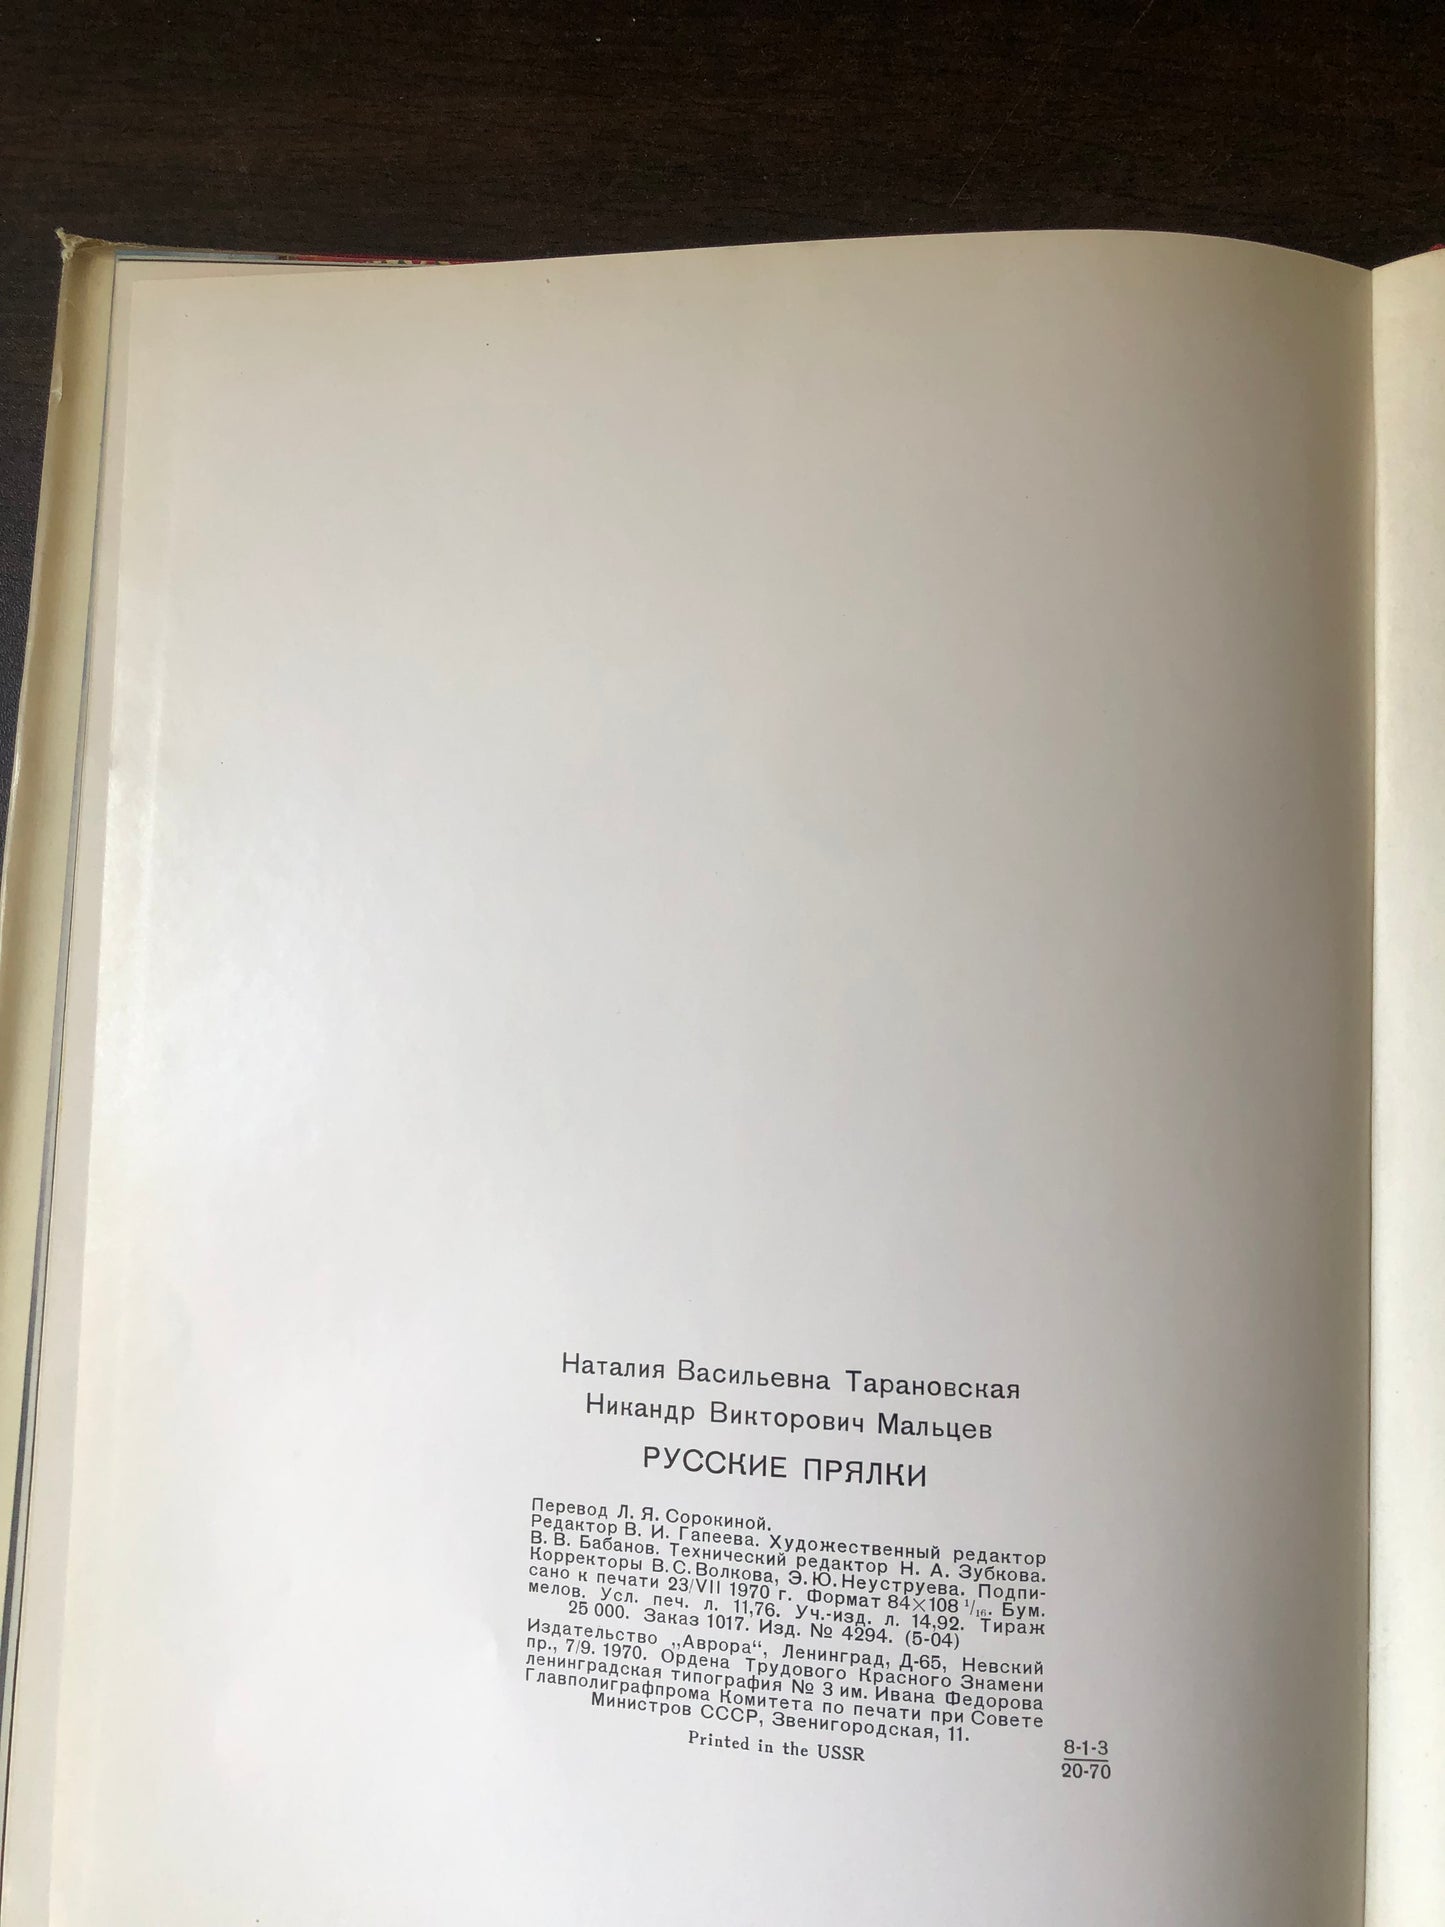 Наталия Васильевна Тарановская
Никандр Викторович Мальцев
РУССКИЕ ПРЯЛКИ
Перевод Л. Я. Сорокиной.
Редактор В. И. Гапеева. Художественный редактор
В. В. Бабанов. Технический редактор Н. А. Зубкова.
Корректоры В. С. Волкова, Э. Ю. Неуструева. Подпи-
сано к печати 23/VII 1970 г. Формат 84×108 1/16. Бум.
мелов. Усл. печ. л. 11,76. Уч.-изд. л. 14,92. Тираж
25 000. Заказ 1017. Изд. № 4294. (5-04)
Издательство „Аврора“, Ленинград, Д-65, Невский
пр., 7/9. 1970. Ордена Трудового Красного Знамени
ленинградская типография № 3 им. Ивана Федорова
Главполиграфпрома Комитета по печати при Совете
Министров СССР, Звенигородская, 11.
Printed in the USSR
8-1-3
20-70